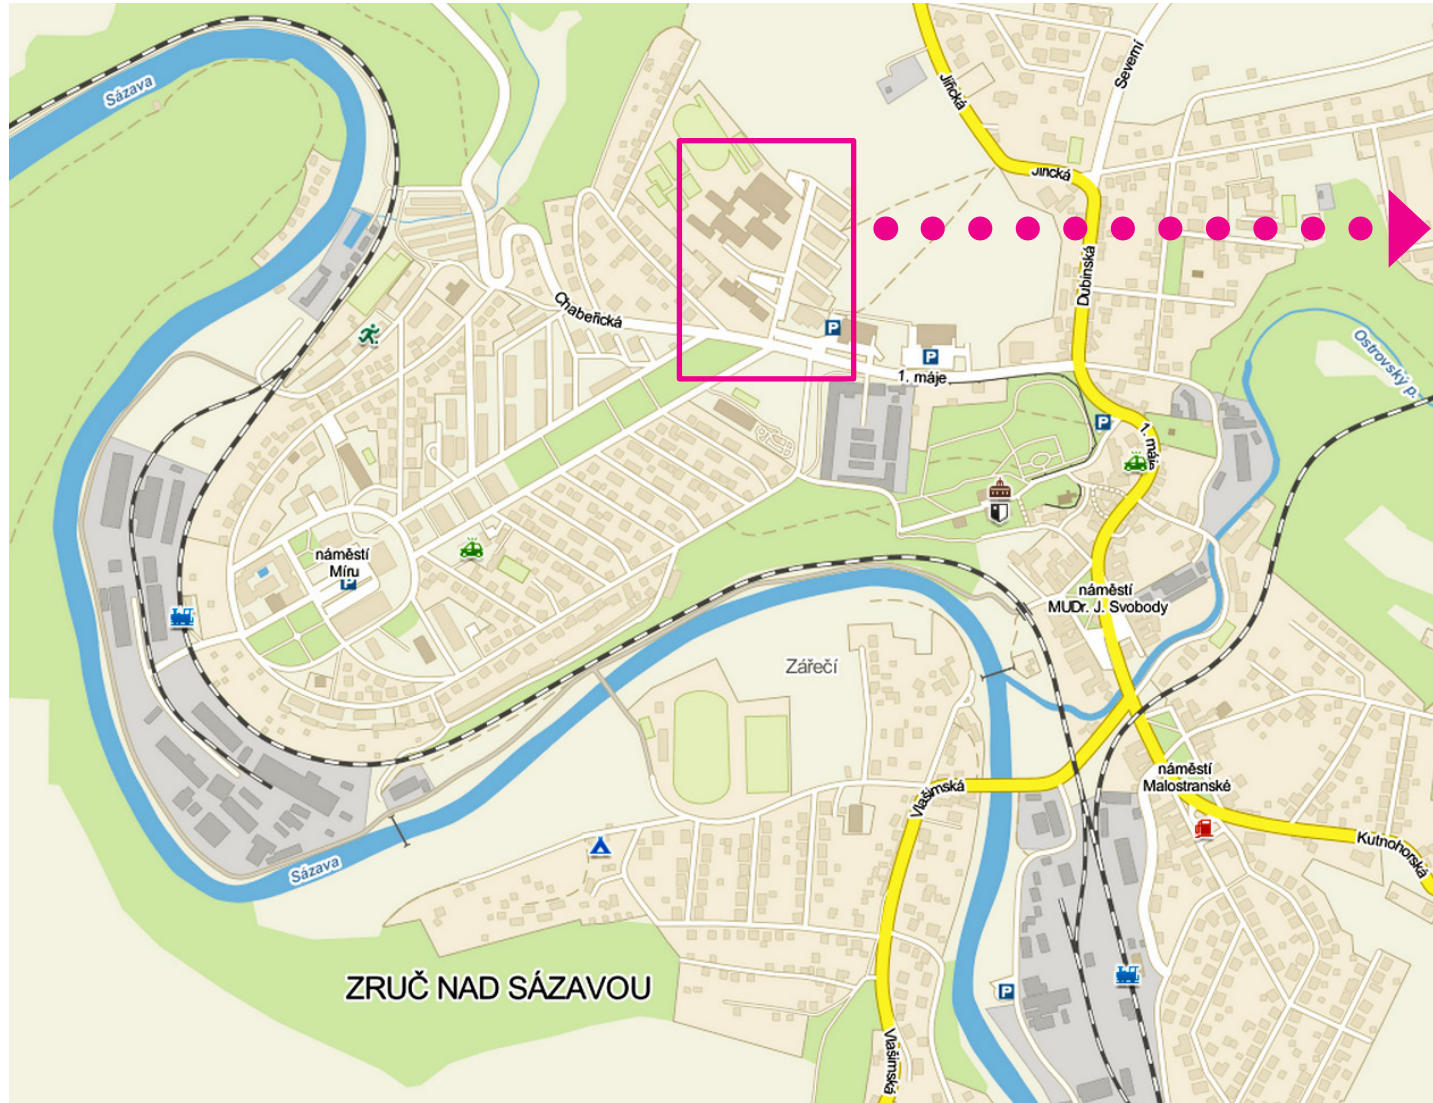 Severní
Jiřická
Sázava
Jiřická
Dubinská
Chabeřická
Ostrovský p.
P
P
1. máje
P
1. máje
náměstí
Míru
P
náměstí
MUDr. J. Svobody
Zářečí
náměstí
Malostranské
Vlašimská
Kutnohorská
Sázava
ZRUČ NAD SÁZAVOU
P
Vlašimská